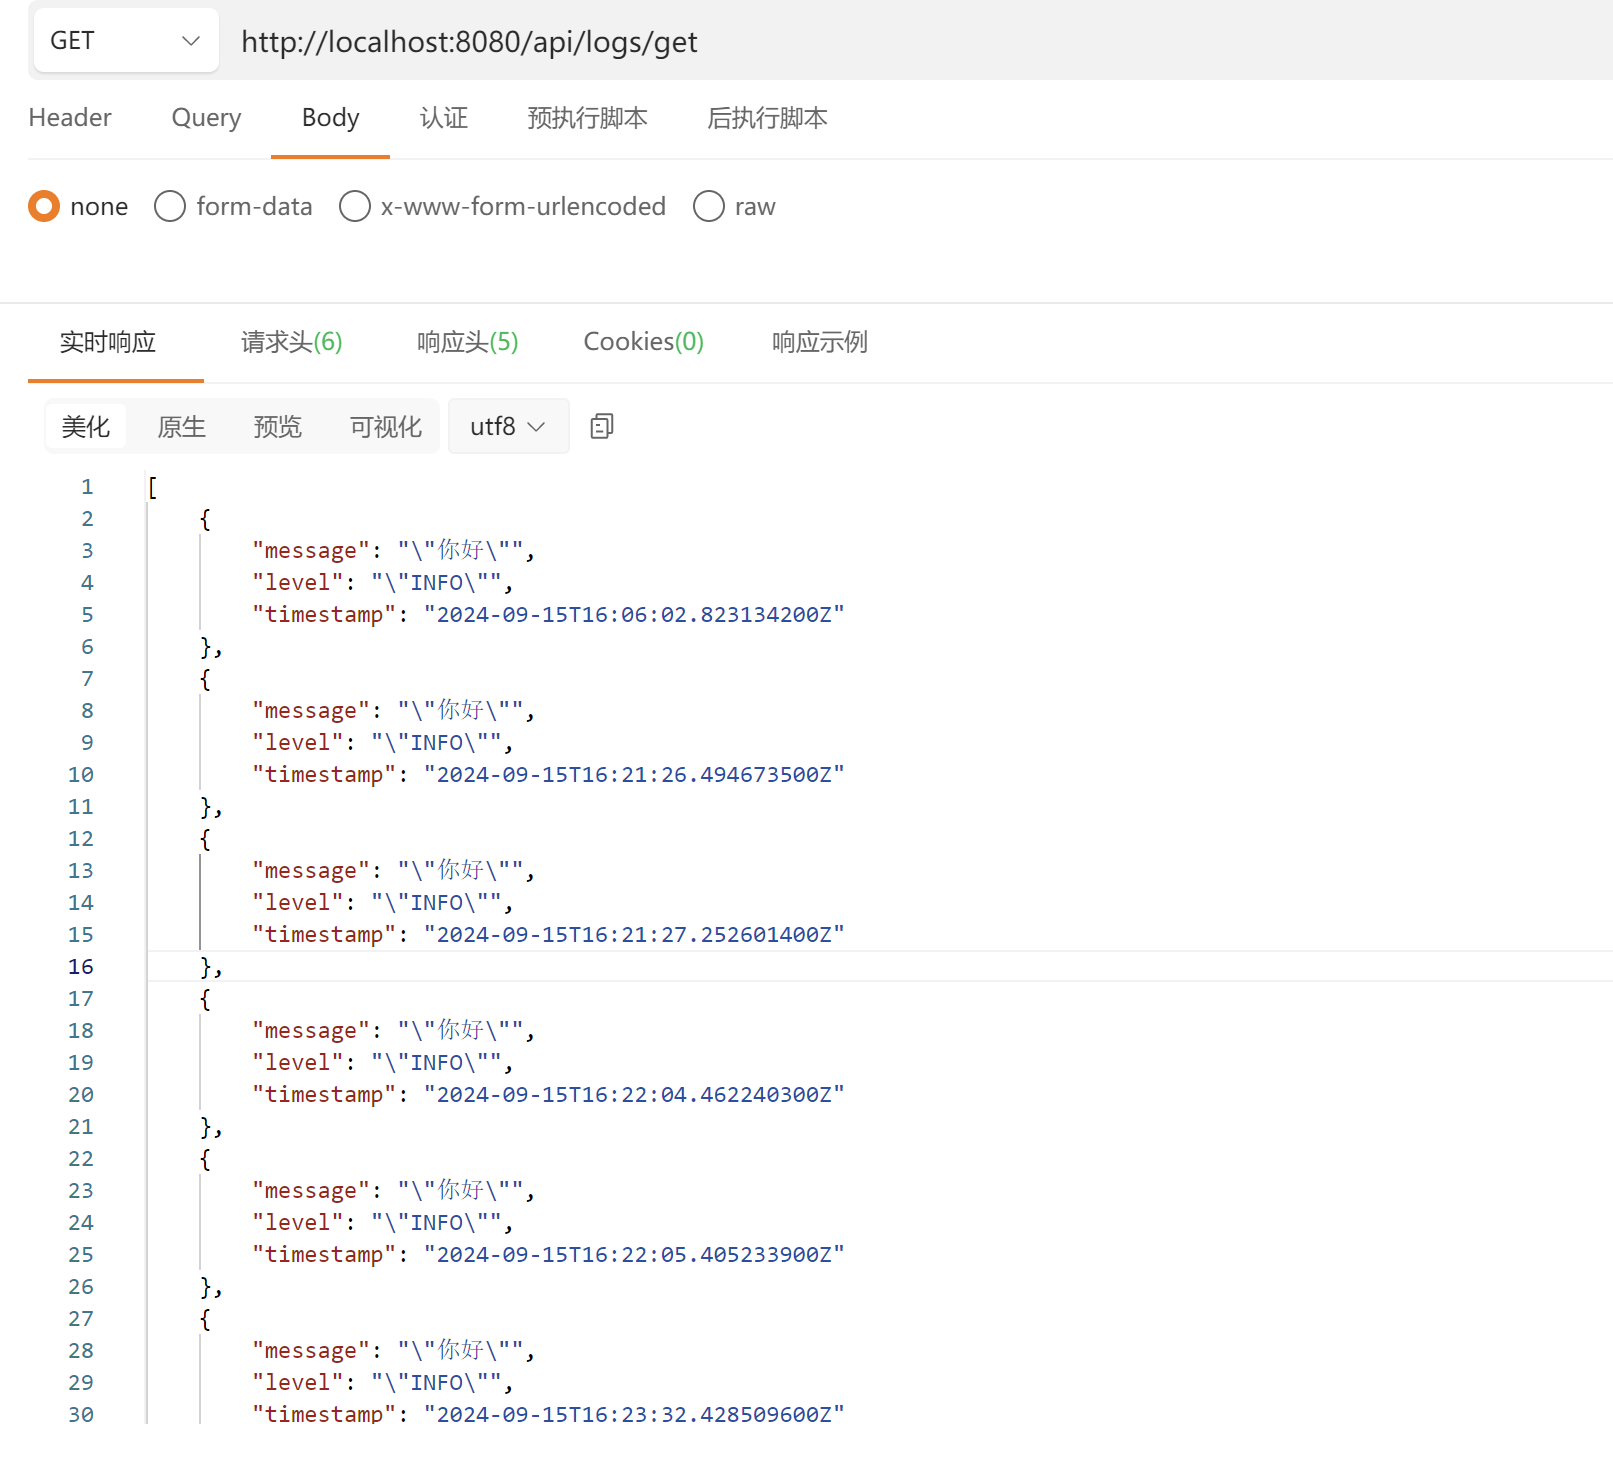 GET http://localhost:8080/api/logs/get
Header Query Body 认证 预执行脚本 后执行脚本
none form-data x-www-form-urlencoded raw
实时响应 请求头(6) 响应头(5) Cookies(0) 响应示例
美化 原生 预览 可视化 utf8
1 [
2 {
3 "message": "\"你好\"",
4 "level": "\"INFO\"",
5 "timestamp": "2024-09-15T16:06:02.823134200Z"
6 },
7 {
8 "message": "\"你好\"",
9 "level": "\"INFO\"",
10 "timestamp": "2024-09-15T16:21:26.494673500Z"
11 },
12 {
13 "message": "\"你好\"",
14 "level": "\"INFO\"",
15 "timestamp": "2024-09-15T16:21:27.252601400Z"
16 },
17 {
18 "message": "\"你好\"",
19 "level": "\"INFO\"",
20 "timestamp": "2024-09-15T16:22:04.462240300Z"
21 },
22 {
23 "message": "\"你好\"",
24 "level": "\"INFO\"",
25 "timestamp": "2024-09-15T16:22:05.405233900Z"
26 },
27 {
28 "message": "\"你好\"",
29 "level": "\"INFO\"",
30 "timestamp": "2024-09-15T16:23:32.428509600Z"